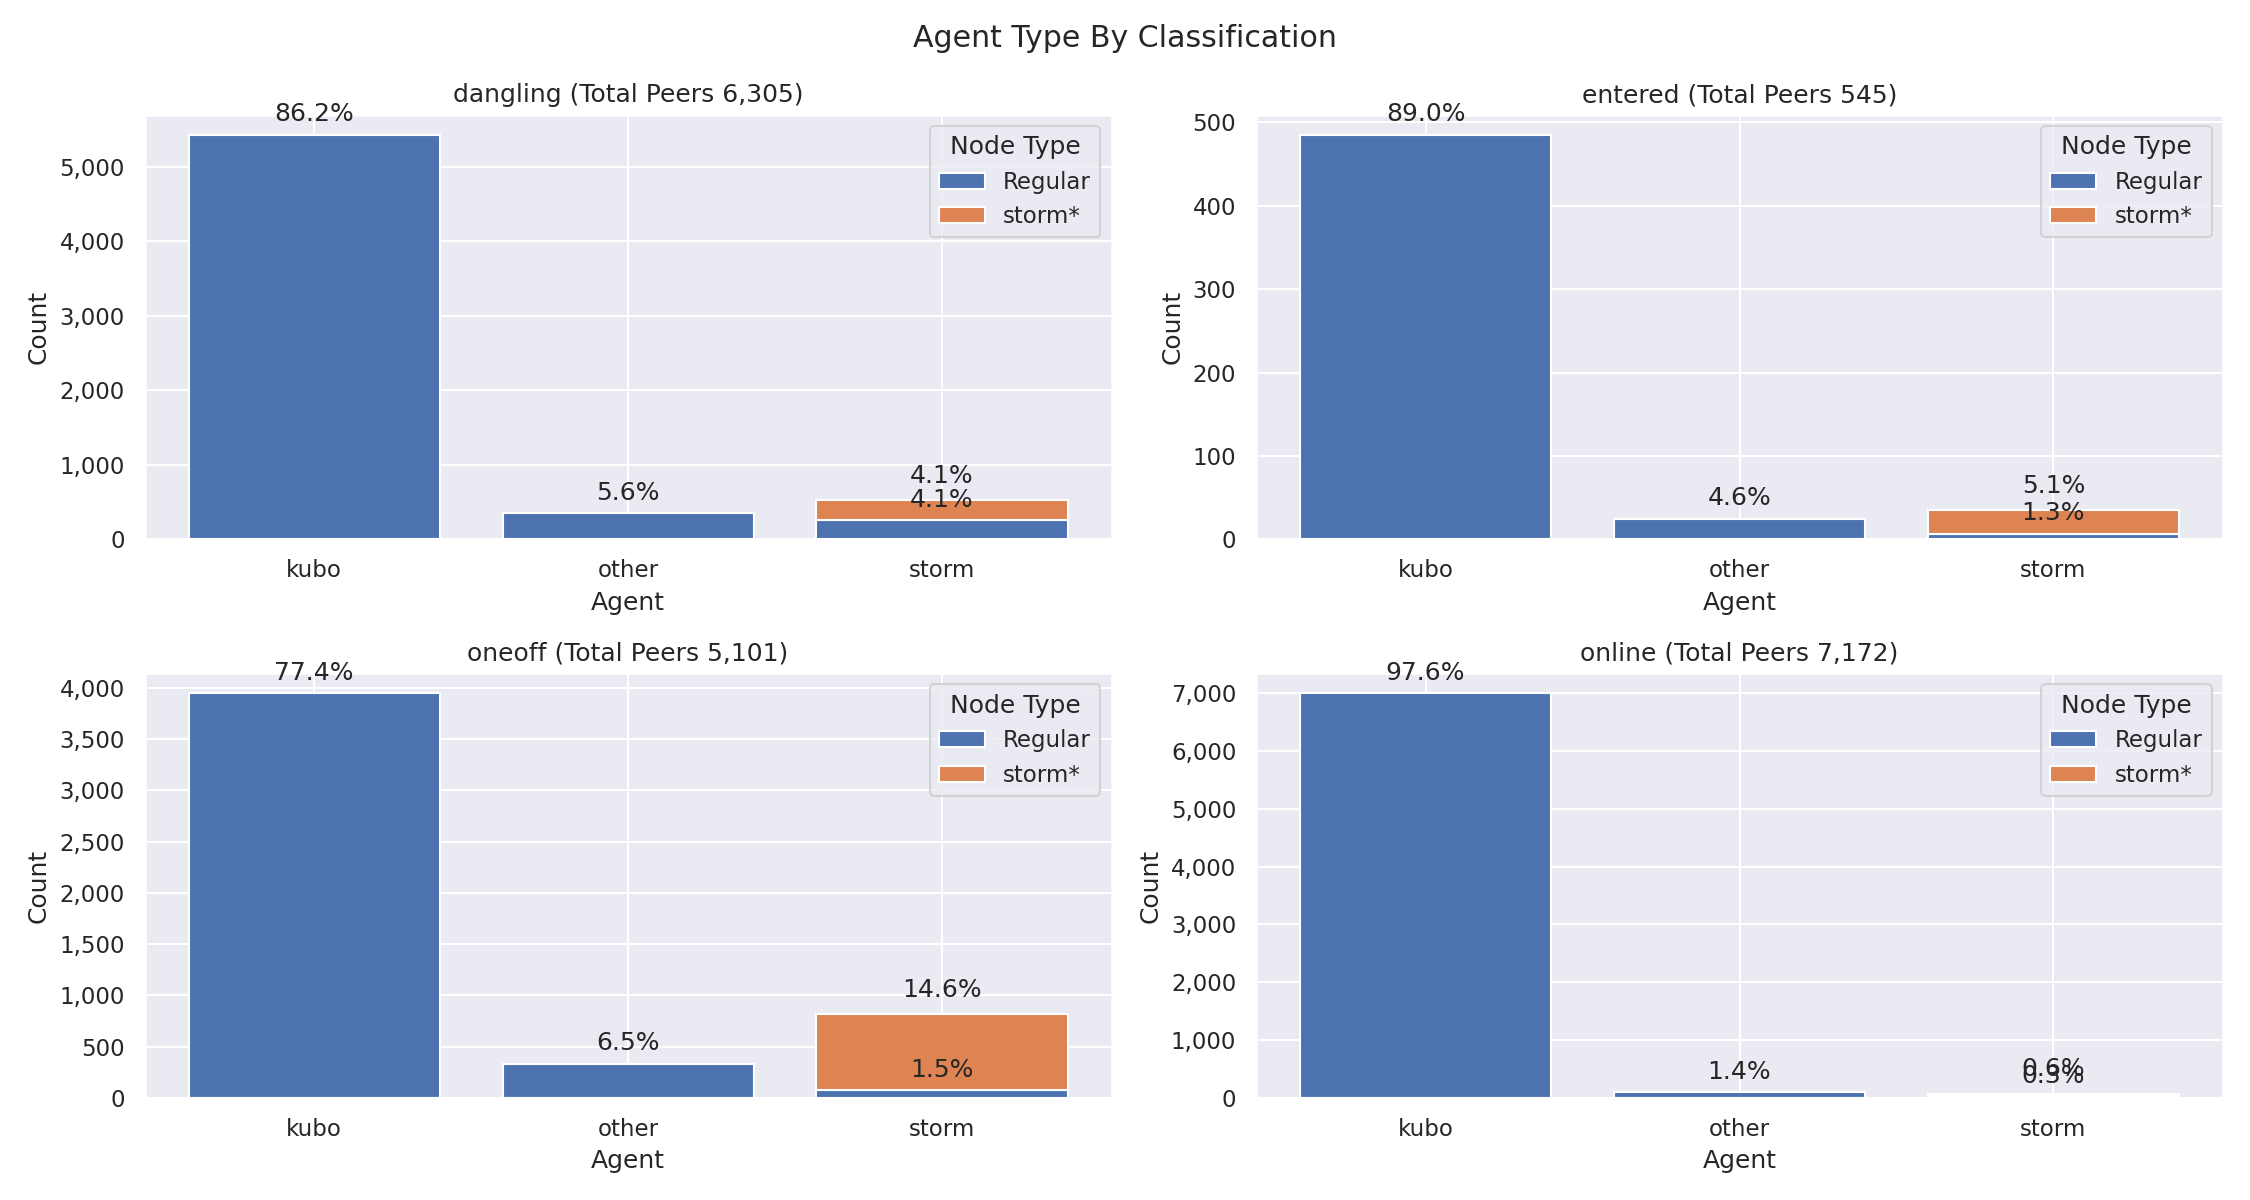 Agent Type By Classification
dangling (Total Peers 6,305)
86.2%
5,000
4,000
3,000
2,000
1,000
0
Count
5.6%
4.1%
4.1%
Node Type
Regular
storm*
kubo
other
storm
Agent
entered (Total Peers 545)
89.0%
500
400
300
200
100
0
Count
4.6%
5.1%
1.3%
Node Type
Regular
storm*
kubo
other
storm
Agent
oneoff (Total Peers 5,101)
77.4%
4,000
3,500
3,000
2,500
2,000
1,500
1,000
500
0
Count
6.5%
14.6%
1.5%
Node Type
Regular
storm*
kubo
other
storm
Agent
online (Total Peers 7,172)
97.6%
7,000
6,000
5,000
4,000
3,000
2,000
1,000
0
Count
1.4%
0.6%
Node Type
Regular
storm*
kubo
other
storm
Agent